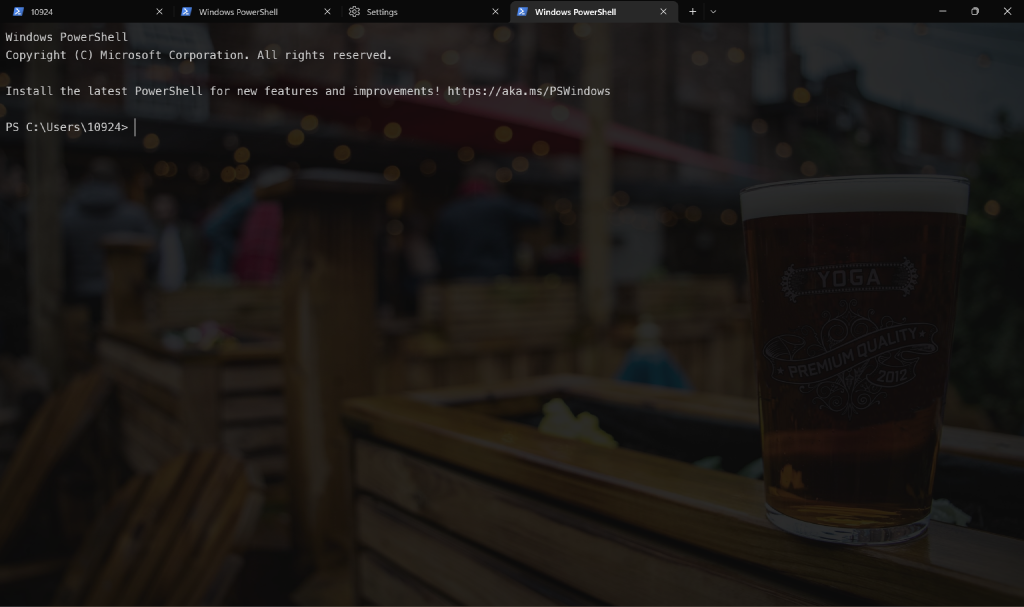 10924
Windows PowerShell
Settings
Windows PowerShell
Windows PowerShell
Copyright (C) Microsoft Corporation. All rights reserved.
Install the latest PowerShell for new features and improvements! https://aka.ms/PSWindows
PS C:\Users\10924>
YOGA
PREMIUM QUALITY
2012